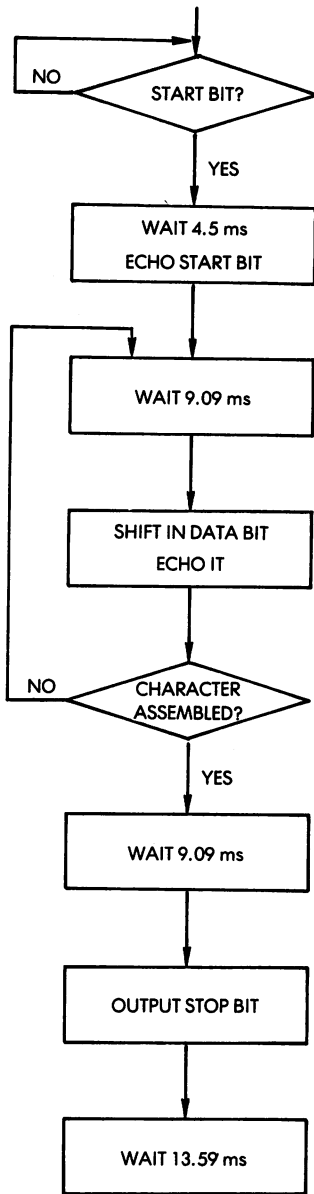 NO
START BIT?
YES
WAIT 4.5 ms
ECHO START BIT
WAIT 9.09 ms
SHIFT IN DATA BIT
ECHO IT
NO
CHARACTER
ASSEMBLED?
YES
WAIT 9.09 ms
OUTPUT STOP BIT
WAIT 13.59 ms